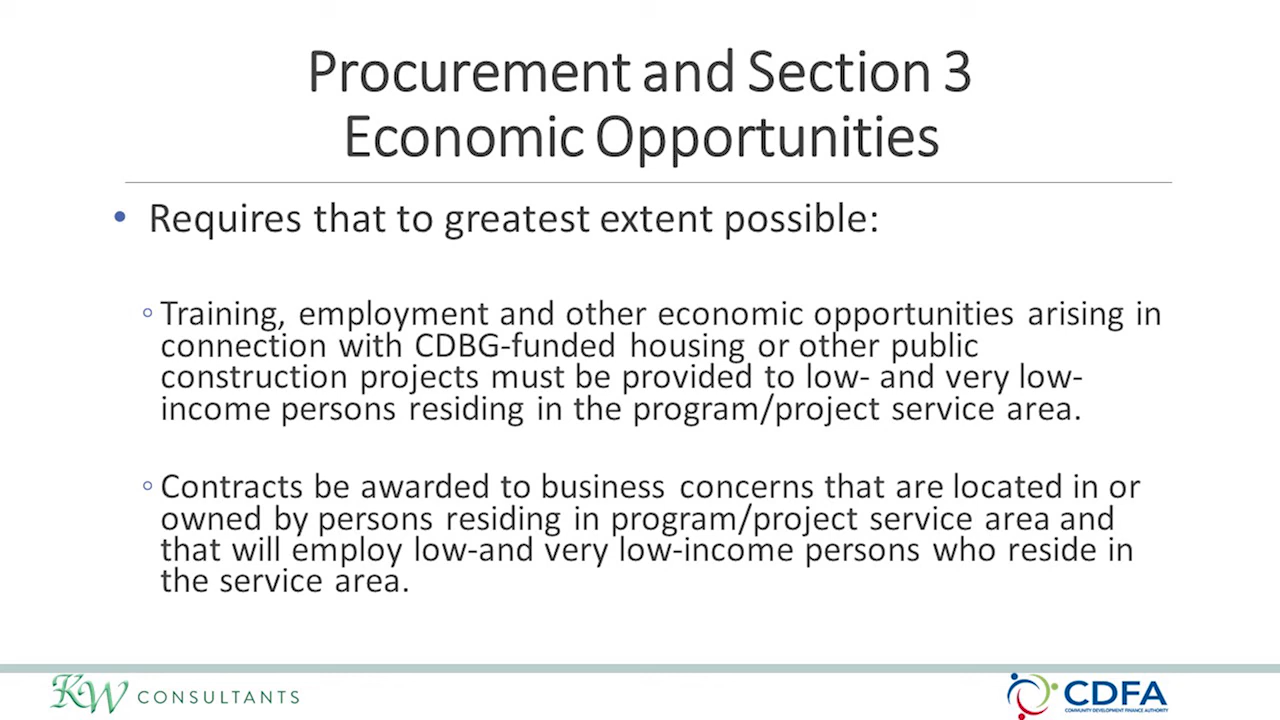 Procurement and Section 3
Economic Opportunities
• Requires that to greatest extent possible:
◦ Training, employment and other economic opportunities arising in
connection with CDBG-funded housing or other public
construction projects must be provided to low- and very low-
income persons residing in the program/project service area.
◦ Contracts be awarded to business concerns that are located in or
owned by persons residing in program/project service area and
that will employ low-and very low-income persons who reside in
the service area.
KW CONSULTANTS
CDFA
COMMUNITY DEVELOPMENT FINANCE AUTHORITY